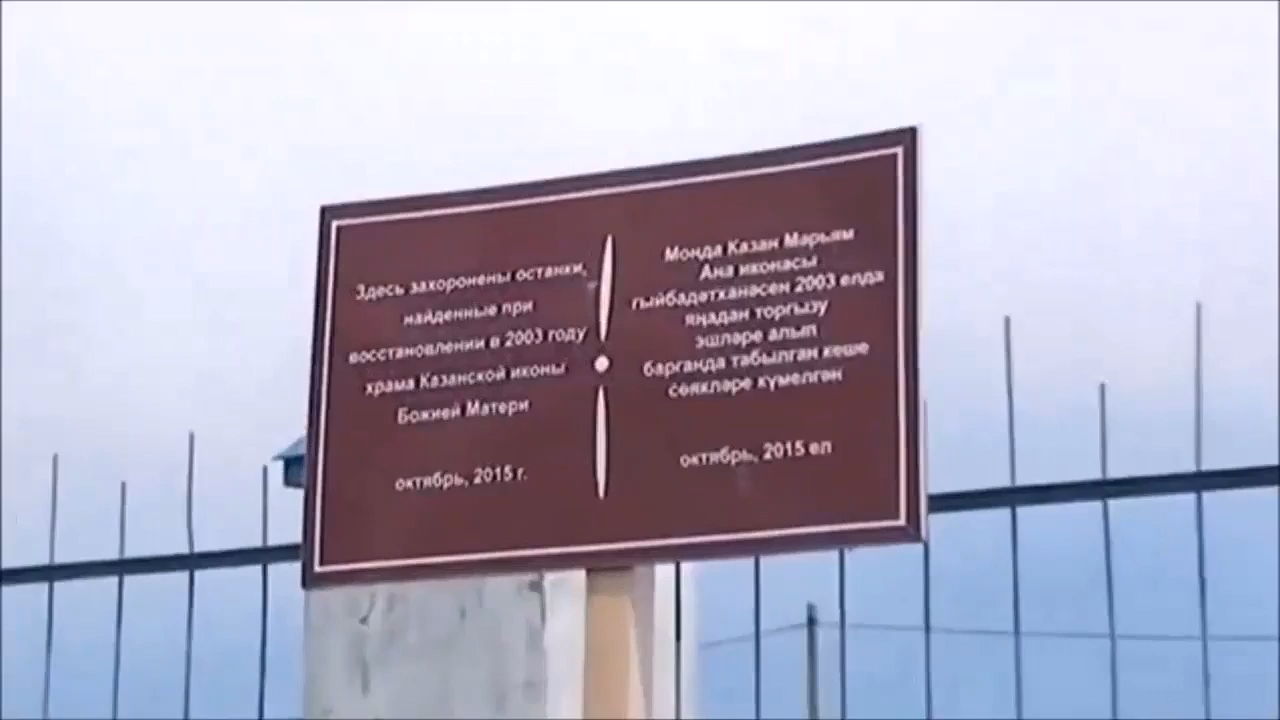 Здесь захоронены останки,
найденные при
восстановлении в 2003 году
храма Казанской иконы
Божией Матери
октябрь, 2015 г.
Монда Казан Мәрьям
Ана иконасы
гыйбадәтханәсен 2003 елда
яңадан торгызу
эшләре алып
барганда табылган кеше
сөякләре күмелгән
октябрь, 2015 ел